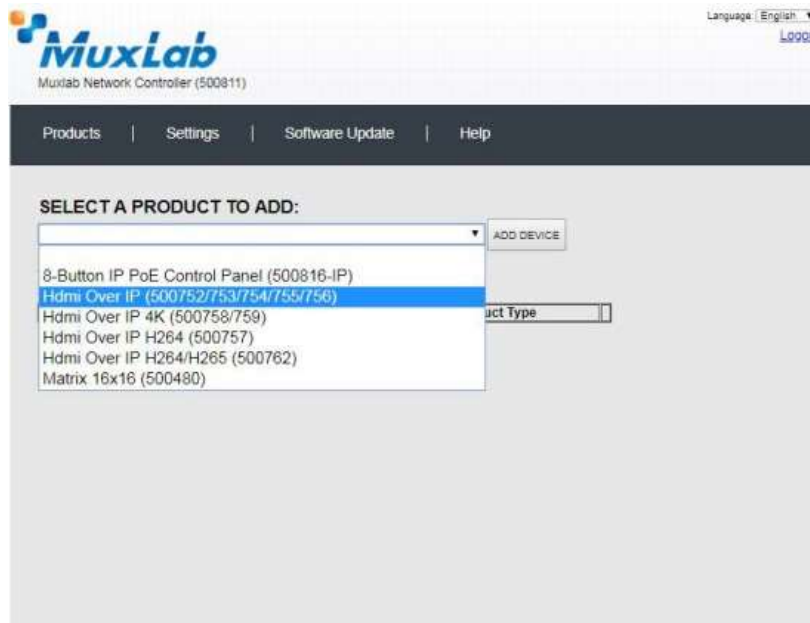 Language: English
Logo
MuxLab
Muxlab Network Controller (500811)
Products | Settings | Software Update | Help
SELECT A PRODUCT TO ADD:
ADD DEVICE
8-Button IP PoE Control Panel (500816-IP)
Hdmi Over IP (500752/753/754/755/756)
Hdmi Over IP 4K (500758/759)
uct Type
Hdmi Over IP H264 (500757)
Hdmi Over IP H264/H265 (500762)
Matrix 16x16 (500480)